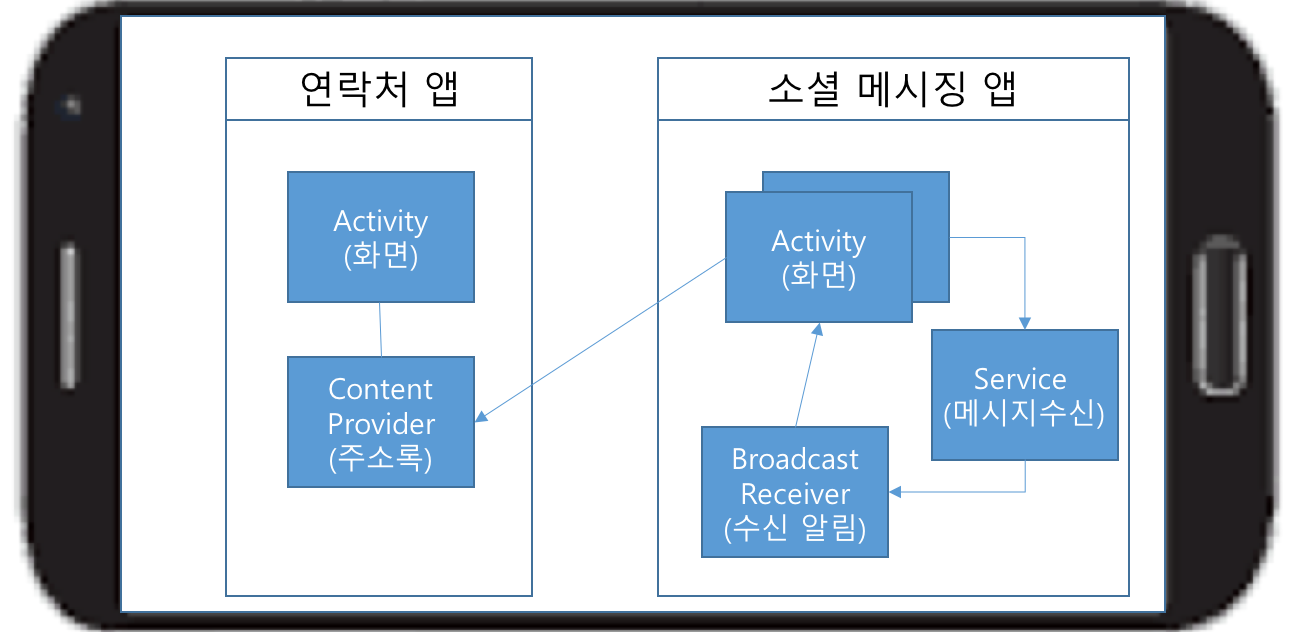 연락처 앱
Activity
(화면)
Content
Provider
(주소록)
소셜 메시징 앱
Activity
(화면)
Service
(메시지수신)
Broadcast
Receiver
(수신 알림)